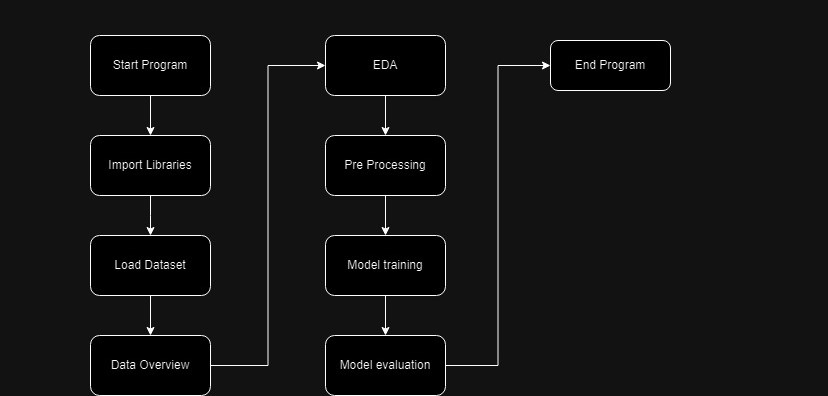 Start Program
Import Libraries
Load Dataset
Data Overview
EDA
Pre Processing
Model training
Model evaluation
End Program